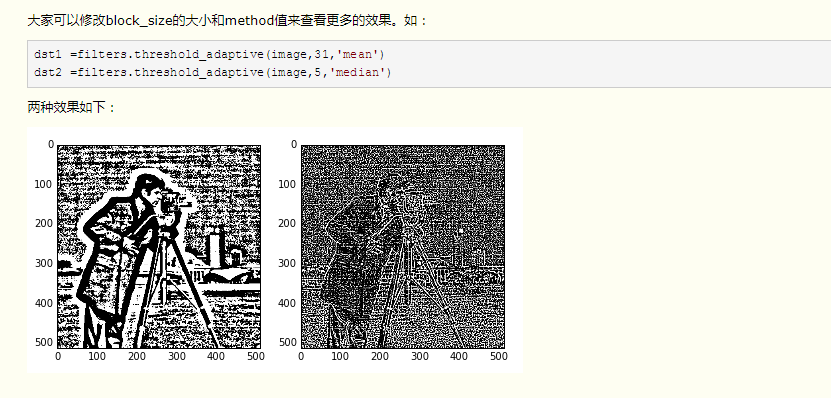 大家可以修改block_size的大小和method值来查看更多的效果。如：
dst1 =filters.threshold_adaptive(image,31,'mean')
dst2 =filters.threshold_adaptive(image,5,'median')
两种效果如下：
0
100
200
300
400
500
0 100 200 300 400 500
0
100
200
300
400
500
0 100 200 300 400 500